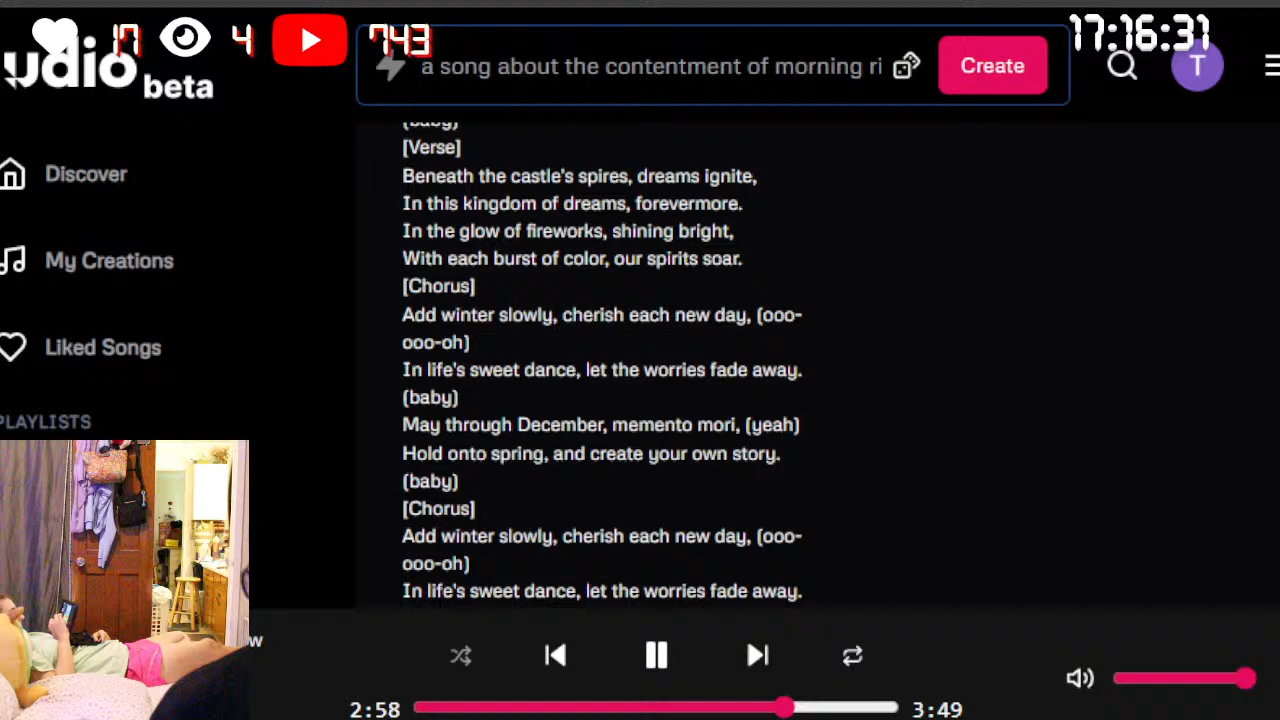 17 4 743 17:16:31
udio beta
a song about the contentment of morning ri
Create
T
Discover
My Creations
Liked Songs
PLAYLISTS
(baby)
[Verse]
Beneath the castle's spires, dreams ignite,
In this kingdom of dreams, forevermore.
In the glow of fireworks, shining bright,
With each burst of color, our spirits soar.
[Chorus]
Add winter slowly, cherish each new day, (ooo-
ooo-oh)
In life's sweet dance, let the worries fade away.
(baby)
May through December, memento mori, (yeah)
Hold onto spring, and create your own story.
(baby)
[Chorus]
Add winter slowly, cherish each new day, (ooo-
ooo-oh)
In life's sweet dance, let the worries fade away.
2:58
3:49